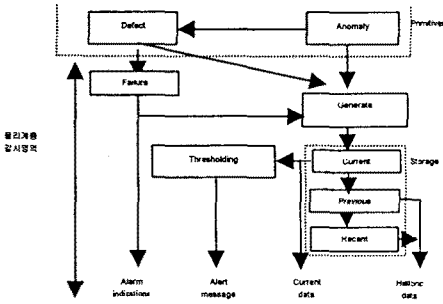 Defect
Anomaly
Primitives
Failure
Generate
물리계층
감시영역
Thresholding
Current
Storage
Previous
Recent
Alarm
indications
Alert
message
Current
data
Historic
data